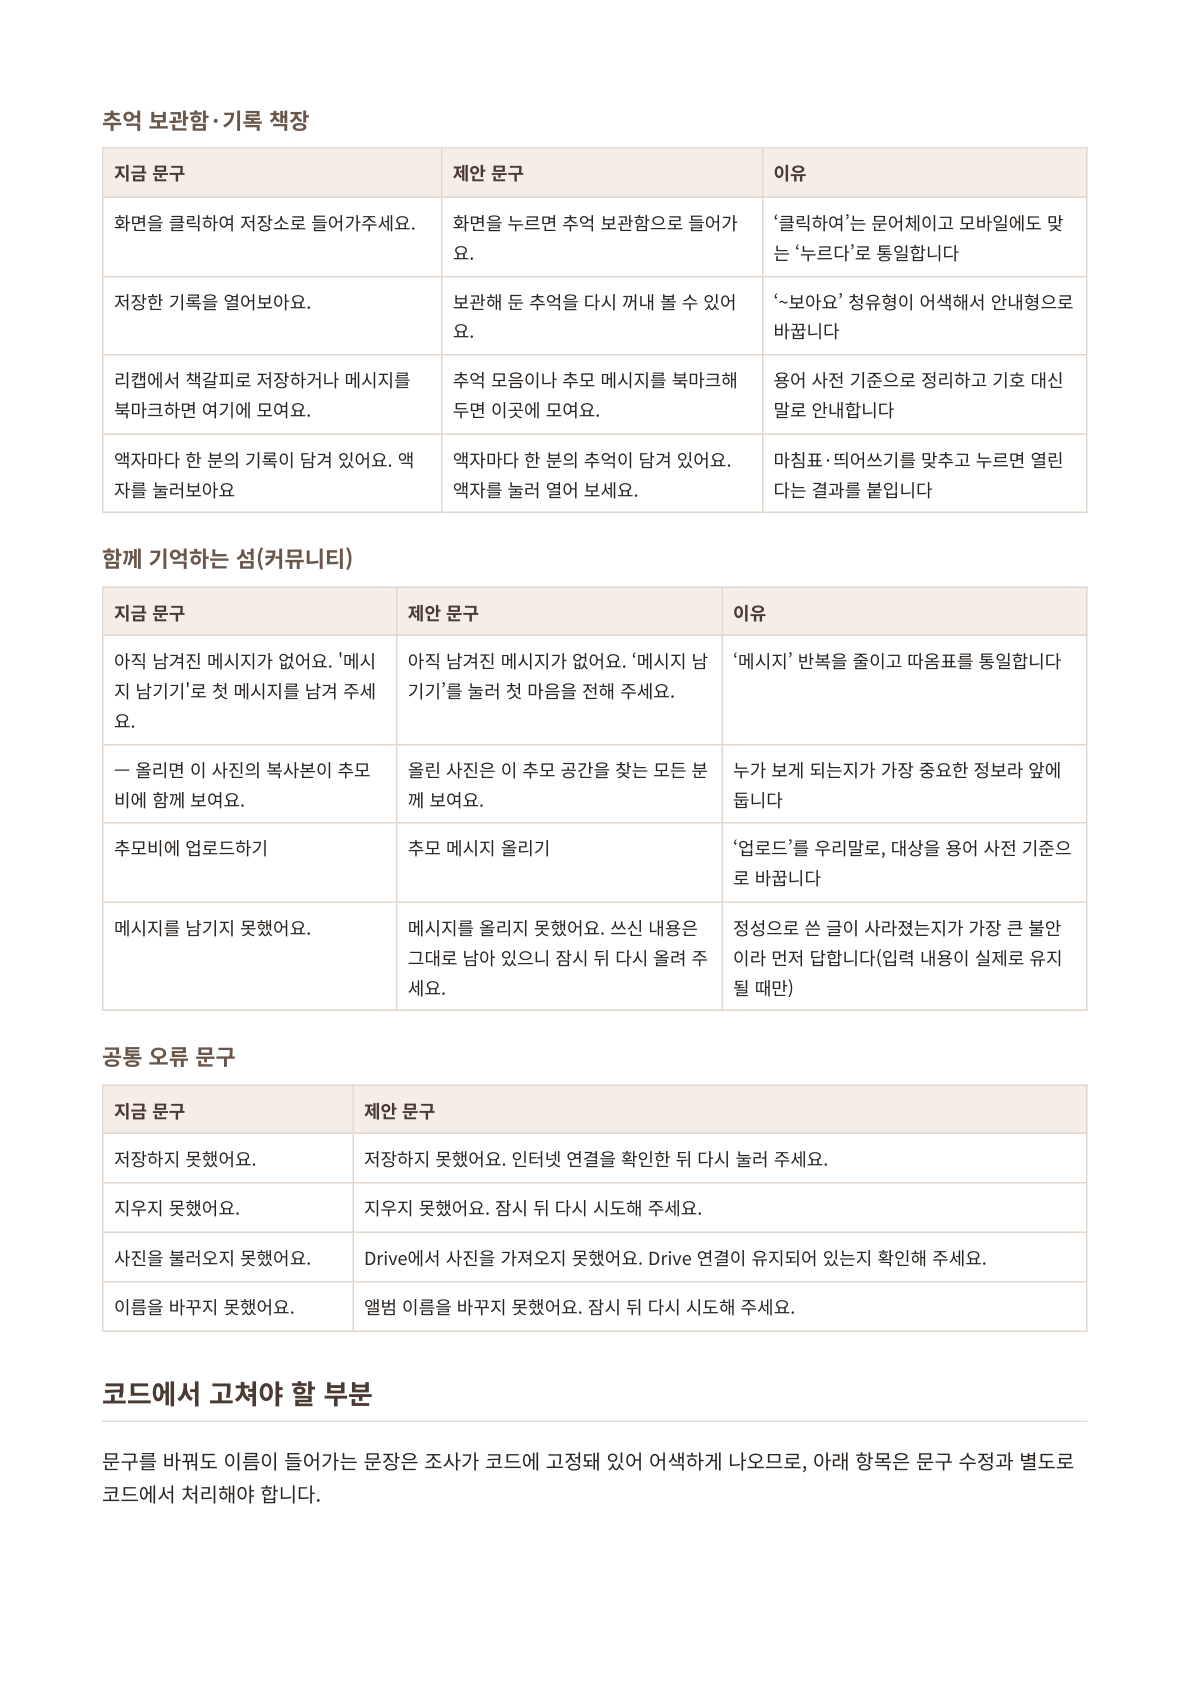 추억 보관함·기록 책장
지금 문구
제안 문구
이유
화면을 클릭하여 저장소로 들어가주세요.
화면을 누르면 추억 보관함으로 들어가
요.
‘클릭하여’는 문어체이고 모바일에도 맞
는 ‘누르다’로 통일합니다
저장한 기록을 열어보아요.
보관해 둔 추억을 다시 꺼내 볼 수 있어
요.
‘~보아요’ 청유형이 어색해서 안내형으로
바꿉니다
리캡에서 책갈피로 저장하거나 메시지를
북마크하면 여기에 모여요.
추억 모음이나 추모 메시지를 북마크해
두면 이곳에 모여요.
용어 사전 기준으로 정리하고 기호 대신
말로 안내합니다
액자마다 한 분의 기록이 담겨 있어요. 액
자를 눌러보아요
액자마다 한 분의 추억이 담겨 있어요.
액자를 눌러 열어 보세요.
마침표·띄어쓰기를 맞추고 누르면 열린
다는 결과를 붙입니다
함께 기억하는 섬(커뮤니티)
지금 문구
제안 문구
이유
아직 남겨진 메시지가 없어요. '메시
지 남기기'로 첫 메시지를 남겨 주세
요.
아직 남겨진 메시지가 없어요. ‘메시지 남
기기’를 눌러 첫 마음을 전해 주세요.
‘메시지’ 반복을 줄이고 따옴표를 통일합니다
— 올리면 이 사진의 복사본이 추모
비에 함께 보여요.
올린 사진은 이 추모 공간을 찾는 모든 분
께 보여요.
누가 보게 되는지가 가장 중요한 정보라 앞에
둡니다
추모비에 업로드하기
추모 메시지 올리기
‘업로드’를 우리말로, 대상을 용어 사전 기준으
로 바꿉니다
메시지를 남기지 못했어요.
메시지를 올리지 못했어요. 쓰신 내용은
그대로 남아 있으니 잠시 뒤 다시 올려 주
세요.
정성으로 쓴 글이 사라졌는지가 가장 큰 불안
이라 먼저 답합니다(입력 내용이 실제로 유지
될 때만)
공통 오류 문구
지금 문구
제안 문구
저장하지 못했어요.
저장하지 못했어요. 인터넷 연결을 확인한 뒤 다시 눌러 주세요.
지우지 못했어요.
지우지 못했어요. 잠시 뒤 다시 시도해 주세요.
사진을 불러오지 못했어요.
Drive에서 사진을 가져오지 못했어요. Drive 연결이 유지되어 있는지 확인해 주세요.
이름을 바꾸지 못했어요.
앨범 이름을 바꾸지 못했어요. 잠시 뒤 다시 시도해 주세요.
코드에서 고쳐야 할 부분
문구를 바꿔도 이름이 들어가는 문장은 조사가 코드에 고정돼 있어 어색하게 나오므로, 아래 항목은 문구 수정과 별도로
코드에서 처리해야 합니다.